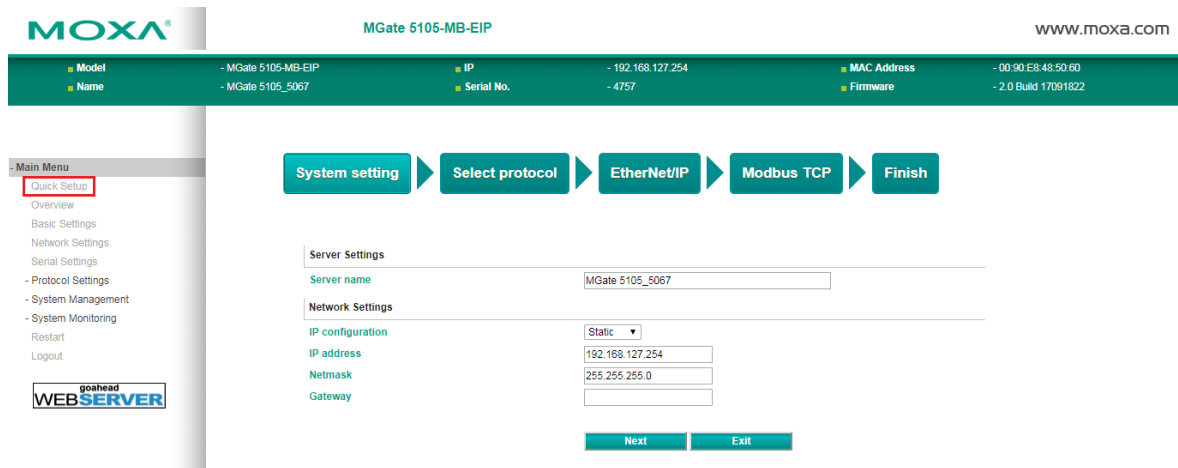 MOXA®
MGate 5105-MB-EIP
www.moxa.com
Model - MGate 5105-MB-EIP IP - 192.168.127.254 MAC Address - 00:90:E8:48:50:60
Name - MGate 5105_5067 Serial No. - 4757 Firmware - 2.0 Build 17091822
- Main Menu
Quick Setup
Overview
Basic Settings
Network Settings
Serial Settings
- Protocol Settings
- System Management
- System Monitoring
Restart
Logout
goahead
WEBSERVER
System setting Select protocol EtherNet/IP Modbus TCP Finish
Server Settings
Server name MGate 5105_5067
Network Settings
IP configuration Static
IP address 192.168.127.254
Netmask 255.255.255.0
Gateway
Next Exit